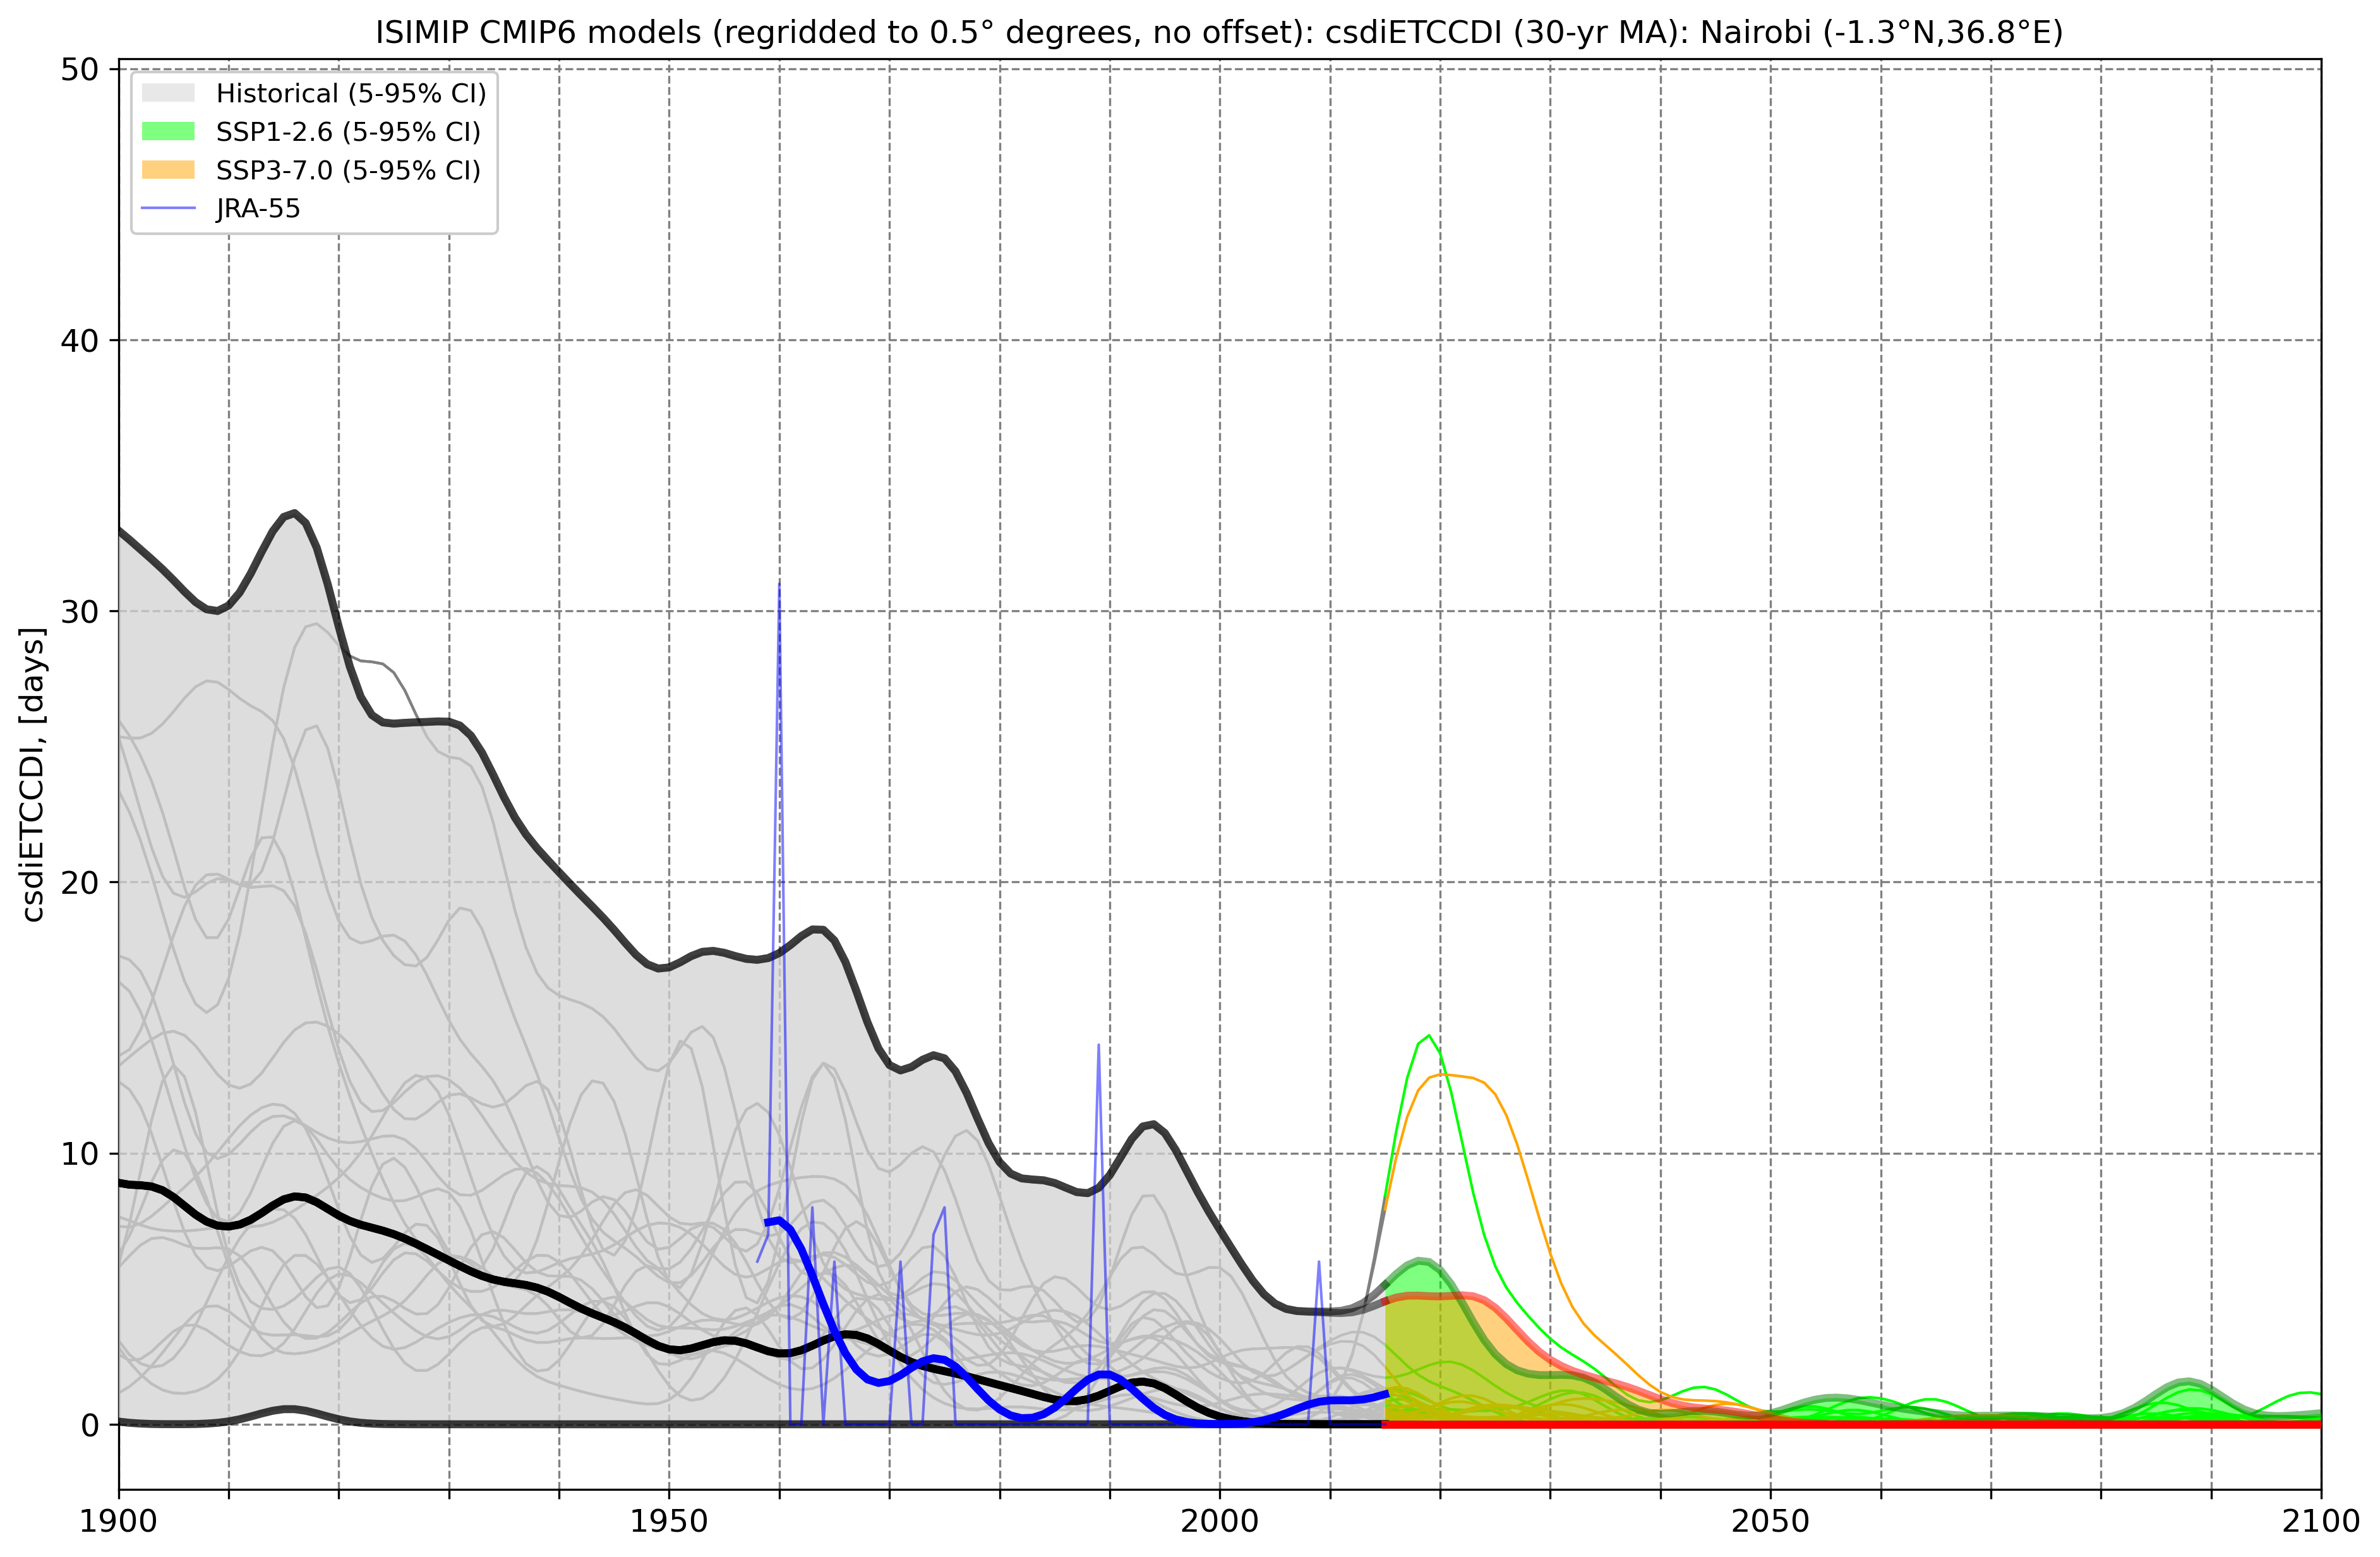 ISIMIP CMIP6 models (regridded to 0.5° degrees, no offset): csdiETCCDI (30-yr MA): Nairobi (-1.3°N,36.8°E)
Historical (5-95% CI)
SSP1-2.6 (5-95% CI)
SSP3-7.0 (5-95% CI)
JRA-55
csdiETCCDI, [days]
50
40
30
20
10
0
1900
1950
2000
2050
2100